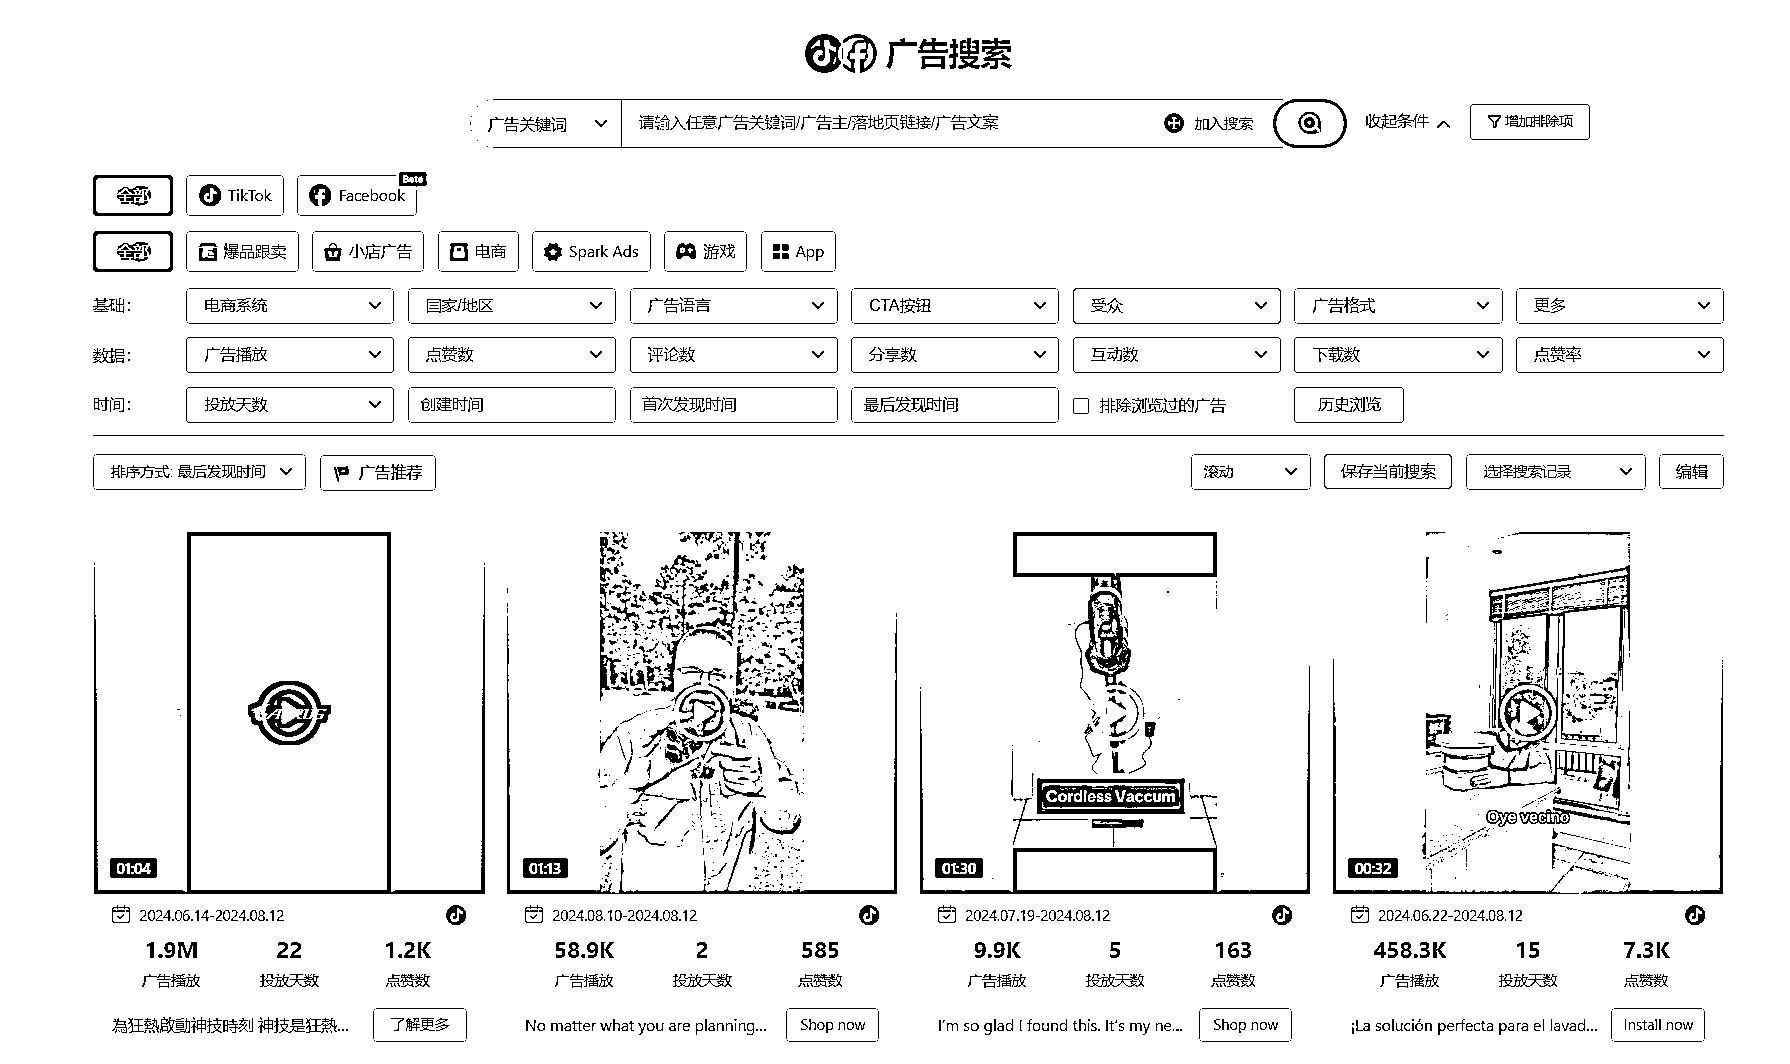 广告搜索
广告关键词 请输入任意广告关键词/广告主/落地页链接/广告文案 加入搜索 收起条件 增加排除项
全部 TikTok Facebook Beta
全部 爆品跟卖 小店广告 电商 Spark Ads 游戏 App
基础: 电商系统 国家/地区 广告语言 CTA按钮 受众 广告格式 更多
数据: 广告播放 点赞数 评论数 分享数 互动数 下载数 点赞率
时间: 投放天数 创建时间 首次发现时间 最后发现时间 排除浏览过的广告 历史浏览
排序方式: 最后发现时间 广告推荐 滚动 保存当前搜索 选择搜索记录 编辑
Cordless Vaccum
Oye vecino
01:04 01:13 01:30 00:32
2024.06.14-2024.08.12 2024.08.10-2024.08.12 2024.07.19-2024.08.12 2024.06.22-2024.08.12
1.9M 22 1.2K 58.9K 2 585 9.9K 5 163 458.3K 15 7.3K
广告播放 投放天数 点赞数 广告播放 投放天数 点赞数 广告播放 投放天数 点赞数 广告播放 投放天数 点赞数
為狂熱啟動神技時刻 神技是狂熱... 了解更多 No matter what you are planning... Shop now I'm so glad I found this. It's my ne... Shop now ¡La solución perfecta para el lavad... Install now